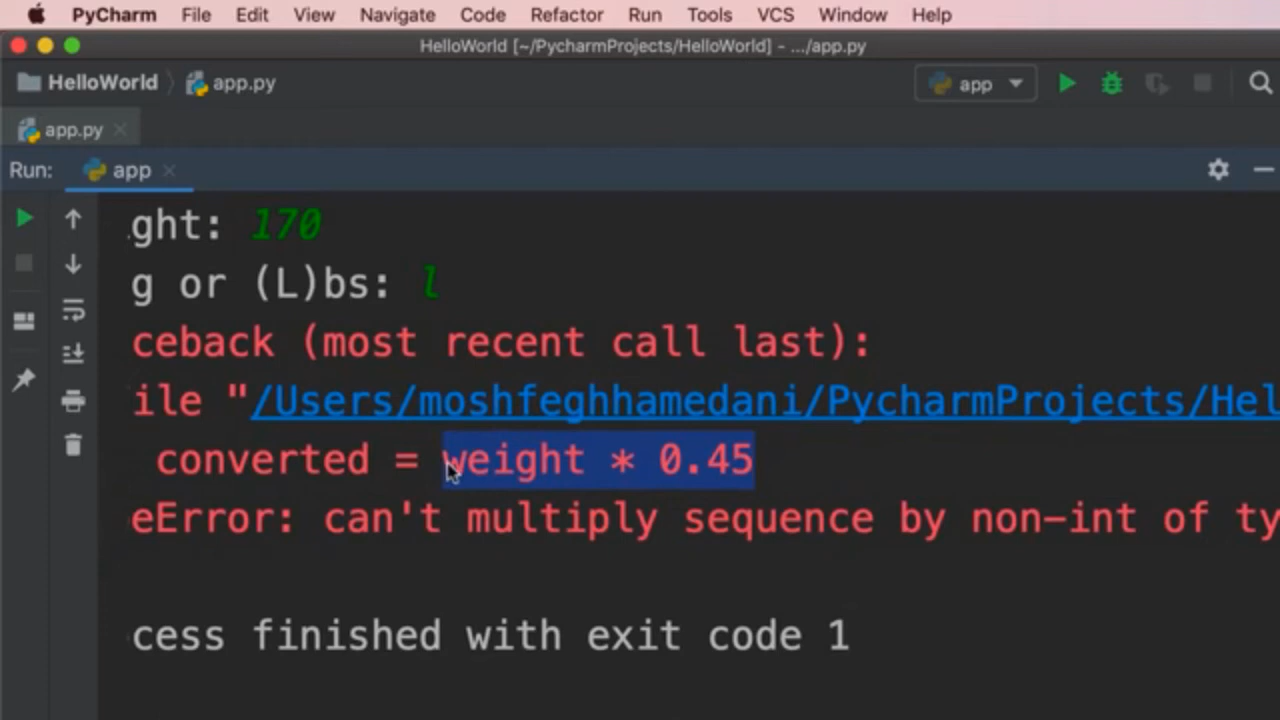 PyCharm File Edit View Navigate Code Refactor Run Tools VCS Window Help
HelloWorld [~/PycharmProjects/HelloWorld] - .../app.py
HelloWorld app.py app
app.py
Run: app
ght: 170
g or (L)bs: l
ceback (most recent call last):
ile "/Users/moshfeghhamedani/PycharmProjects/Hel
converted = weight * 0.45
eError: can't multiply sequence by non-int of ty
cess finished with exit code 1